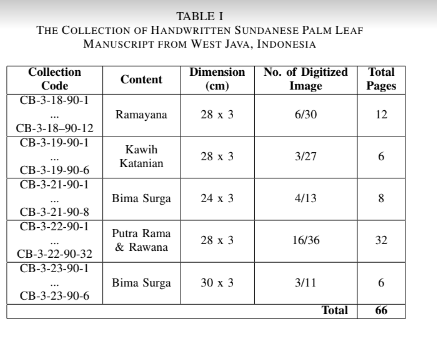 TABLE I
THE COLLECTION OF HANDWRITTEN SUNDANESE PALM LEAF
MANUSCRIPT FROM WEST JAVA, INDONESIA
Collection Code Content Dimension (cm) No. of Digitized Image Total Pages
CB-3-18-90-1
...
CB-3-18–90-12
Ramayana 28 x 3 6/30 12
CB-3-19-90-1
...
CB-3-19-90-6
Kawih Katanian 28 x 3 3/27 6
CB-3-21-90-1
...
CB-3-21-90-8
Bima Surga 24 x 3 4/13 8
CB-3-22-90-1
...
CB-3-22-90-32
Putra Rama & Rawana 28 x 3 16/36 32
CB-3-23-90-1
...
CB-3-23-90-6
Bima Surga 30 x 3 3/11 6
Total 66